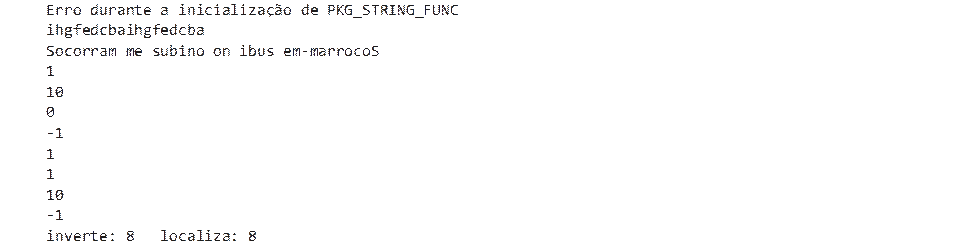 Erro durante a inicialização de PKG_STRING_FUNC
ihgfedcbaihgfedcba
Socorram me subino on ibus em-marrocoS
1
10
0
-1
1
1
10
-1
inverte: 8   localiza: 8